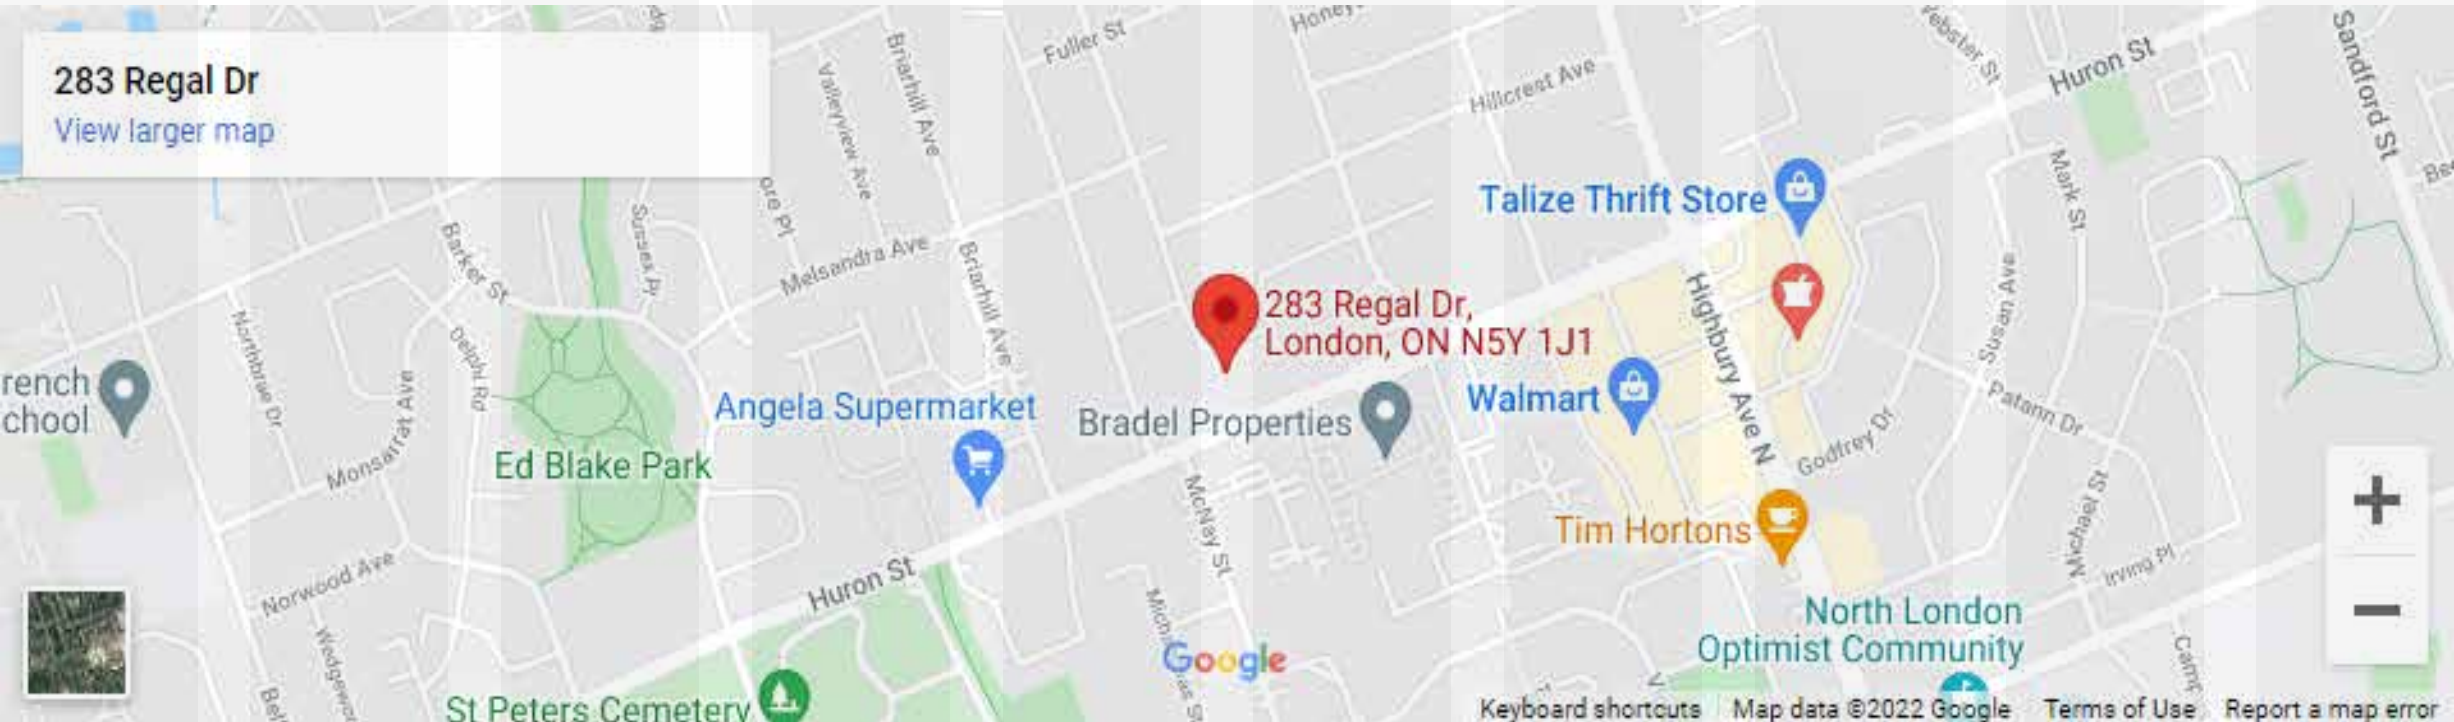 283 Regal Dr
View larger map
Fuller St
Hillcrest Ave
Huron St
Sandford St
Valleyview Ave
Briarhill Ave
Mark St
Talize Thrift Store
Barker St
Sussex Pl
Melsandra Ave
Briarhill Ave
283 Regal Dr,
London, ON N5Y 1J1
Highbury Ave N
Susan Ave
Northbrae Dr
Delphi Rd
rench
chool
Monsarrat Ave
Angela Supermarket
Bradel Properties
Walmart
Patann Dr
Godfrey Dr
Ed Blake Park
McNay St
Tim Hortons
Michael St
Irving Pl
Norwood Ave
Huron St
North London
Optimist Community
Google
St Peters Cemetery
Camp
Keyboard shortcuts
Map data ©2022 Google
Terms of Use
Report a map error